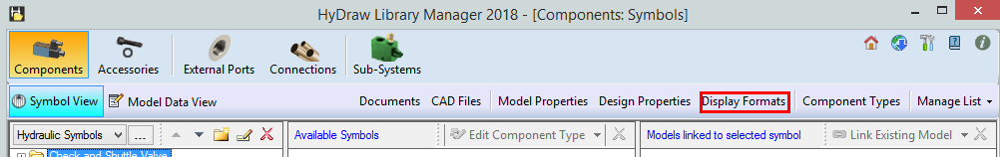 HyDraw Library Manager 2018 - [Components: Symbols]
Components Accessories External Ports Connections Sub-Systems
Symbol View Model Data View Documents CAD Files Model Properties Design Properties Display Formats Component Types Manage List
Hydraulic Symbols ... Available Symbols Edit Component Type Models linked to selected symbol Link Existing Model
Check and Shuttle Valve